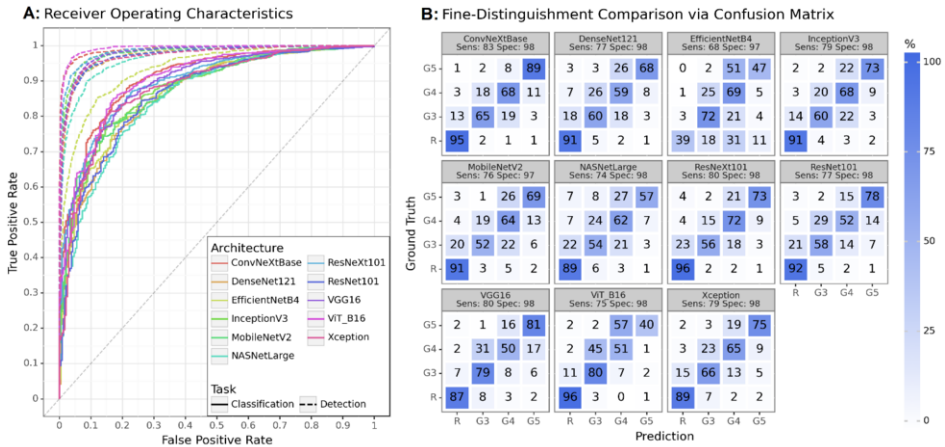 A: Receiver Operating Characteristics
True Positive Rate
1
0.9
0.8
0.7
0.6
0.5
0.4
0.3
0.2
0.1
0
0 0.1 0.2 0.3 0.4 0.5 0.6 0.7 0.8 0.9 1
False Positive Rate
Architecture
ConvNeXtBase
DenseNet121
EfficientNetB4
InceptionV3
MobileNetV2
NASNetLarge
ResNeXt101
ResNet101
VGG16
ViT_B16
Xception
Task
Classification Detection
B: Fine-Distinguishment Comparison via Confusion Matrix
Ground Truth
ConvNeXtBase
Sens: 83 Spec: 98
G5 1 2 8 89
G4 3 18 68 11
G3 13 65 19 3
R 95 2 1 1
DenseNet121
Sens: 77 Spec: 98
3 3 26 68
7 26 59 8
18 60 18 3
91 5 2 1
EfficientNetB4
Sens: 68 Spec: 97
0 2 51 47
1 25 69 5
3 72 21 4
39 18 31 11
InceptionV3
Sens: 79 Spec: 98
2 2 22 73
3 20 68 9
14 60 22 3
91 4 3 2
MobileNetV2
Sens: 76 Spec: 97
G5 3 1 26 69
G4 4 19 64 13
G3 20 52 22 6
R 91 3 5 2
NASNetLarge
Sens: 74 Spec: 98
7 8 27 57
7 24 62 7
22 54 21 3
89 6 3 1
ResNeXt101
Sens: 80 Spec: 98
4 2 21 73
4 15 72 9
23 56 18 3
96 2 2 1
ResNet101
Sens: 77 Spec: 98
3 2 15 78
5 29 52 14
21 58 14 7
92 5 2 1
R G3 G4 G5
VGG16
Sens: 80 Spec: 98
G5 2 1 16 81
G4 2 31 50 17
G3 7 79 8 6
R 87 8 3 2
R G3 G4 G5
ViT_B16
Sens: 75 Spec: 98
2 2 57 40
2 45 51 1
11 80 7 2
96 3 0 1
R G3 G4 G5
Xception
Sens: 79 Spec: 98
2 3 19 75
3 23 65 9
15 66 13 5
89 7 2 2
R G3 G4 G5
Prediction
%
100
75
50
25
0